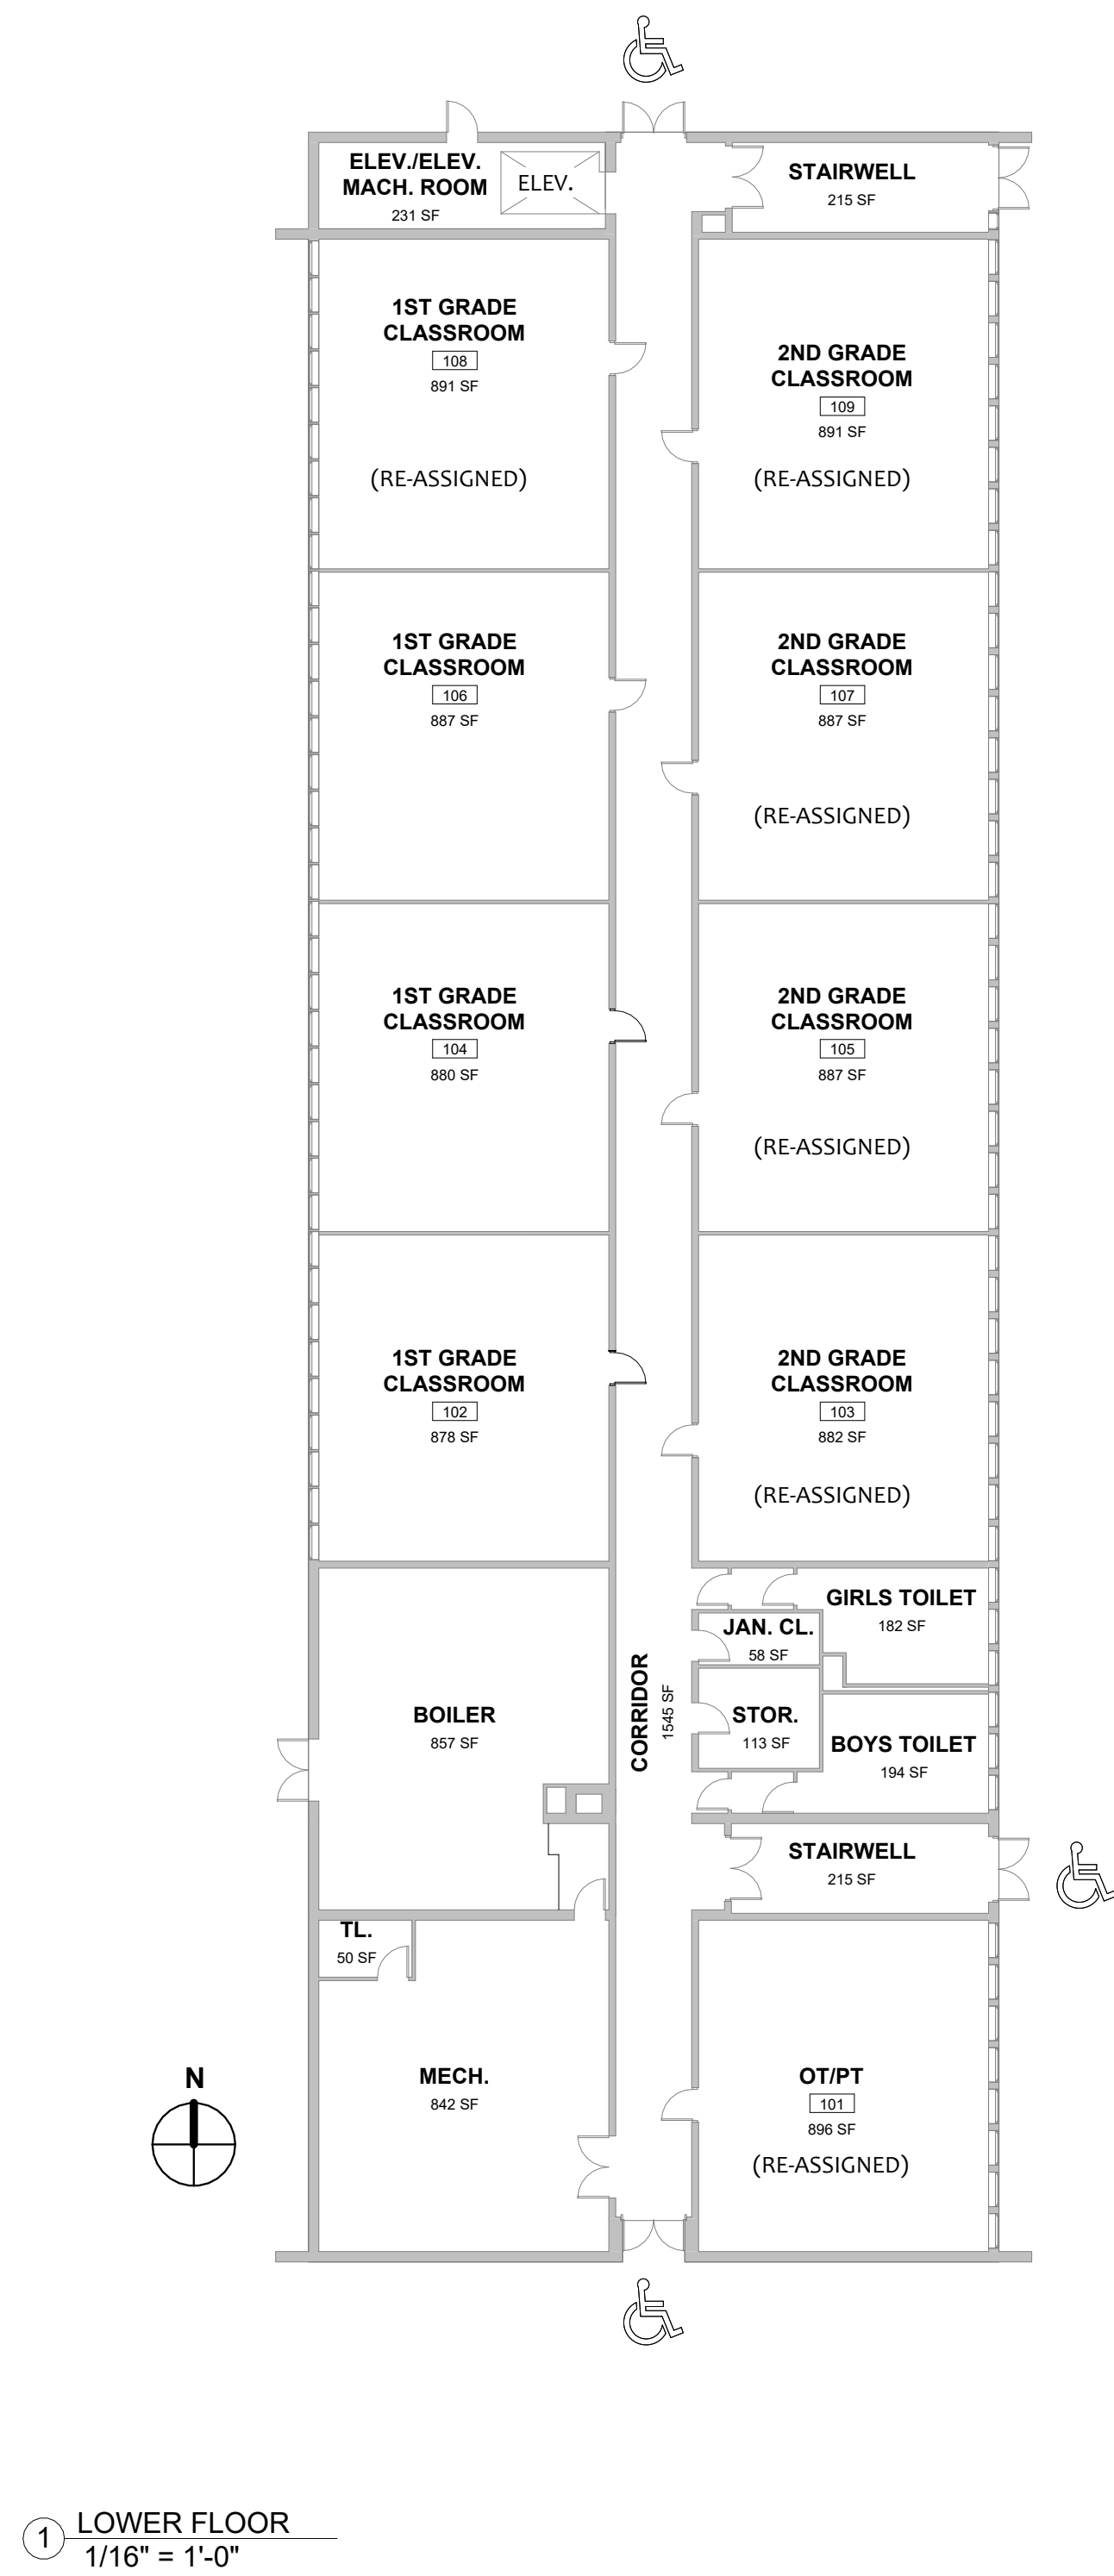 ELEV./ELEV.
MACH. ROOM
231 SF
ELEV.
STAIRWELL
215 SF
1ST GRADE
CLASSROOM
108
891 SF
(RE-ASSIGNED)
2ND GRADE
CLASSROOM
109
891 SF
(RE-ASSIGNED)
1ST GRADE
CLASSROOM
106
887 SF
2ND GRADE
CLASSROOM
107
887 SF
(RE-ASSIGNED)
1ST GRADE
CLASSROOM
104
880 SF
2ND GRADE
CLASSROOM
105
887 SF
(RE-ASSIGNED)
1ST GRADE
CLASSROOM
102
878 SF
2ND GRADE
CLASSROOM
103
882 SF
(RE-ASSIGNED)
GIRLS TOILET
182 SF
JAN. CL.
58 SF
CORRIDOR
1545 SF
BOILER
857 SF
STOR.
113 SF
BOYS TOILET
194 SF
STAIRWELL
215 SF
TL.
50 SF
MECH.
842 SF
OT/PT
101
896 SF
(RE-ASSIGNED)
N
1
LOWER FLOOR
1/16" = 1'-0"